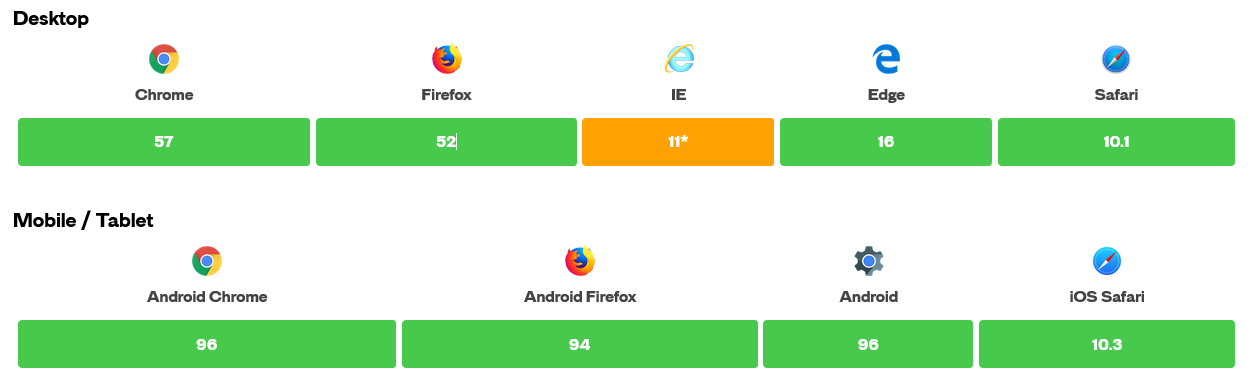 Desktop
Chrome Firefox IE Edge Safari
57 52 11* 16 10.1
Mobile / Tablet
Android Chrome Android Firefox Android iOS Safari
96 94 96 10.3